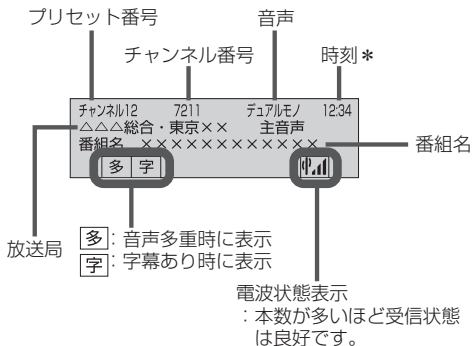 プリセット番号
音声
チャンネル番号
時刻＊
チャンネル12 7211 デュアルモノ 12:34
△△△総合・東京×× 主音声
番組名 ×××××××××××
番組名
多 字
放送局
多：音声多重時に表示
字：字幕あり時に表示
電波状態表示
：本数が多いほど受信状態
は良好です。